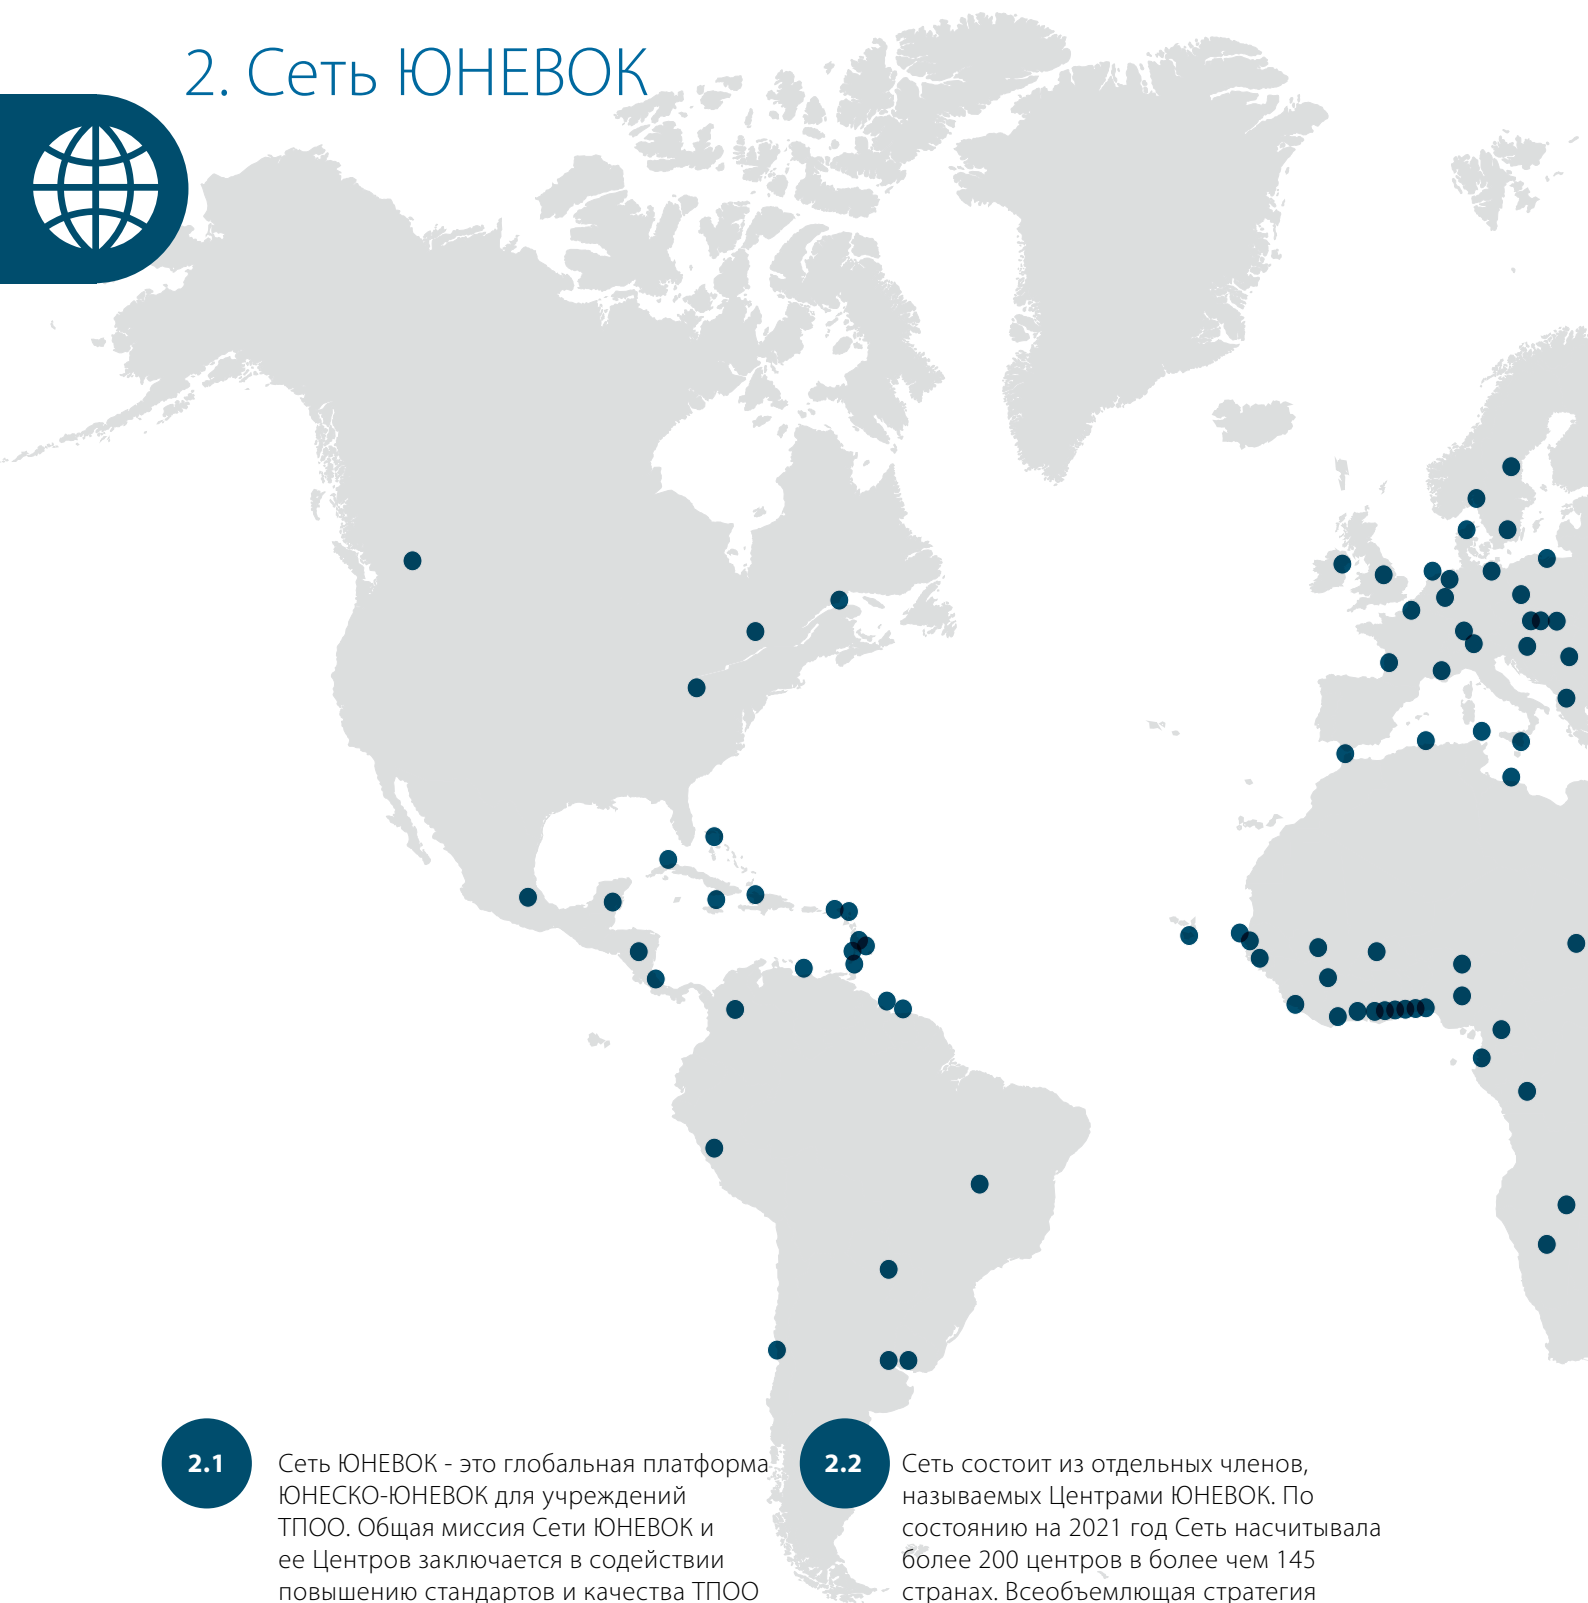 2. Сеть ЮНЕВОК
2.1
Сеть ЮНЕВОК - это глобальная платформа
ЮНЕСКО-ЮНЕВОК для учреждений
ТПОО. Общая миссия Сети ЮНЕВОК и
ее Центров заключается в содействии
повышению стандартов и качества ТПОО
2.2
Сеть состоит из отдельных членов,
называемых Центрами ЮНЕВОК. По
состоянию на 2021 год Сеть насчитывала
более 200 центров в более чем 145
странах. Всеобъемлющая стратегия